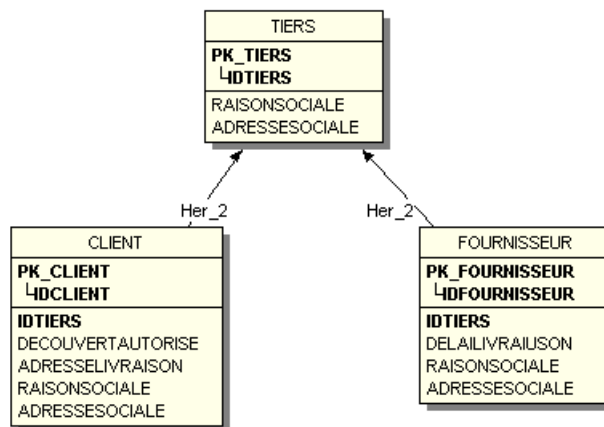 TIERS
PK_TIERS
IDTIERS
RAISONSOCIALE
ADRESSESOCIALE
Her_2
Her_2
CLIENT
PK_CLIENT
IDCLIENT
IDTIERS
DECOUVERTAUTORISE
ADRESSELIVRAISON
RAISONSOCIALE
ADRESSESOCIALE
FOURNISSEUR
PK_FOURNISSEUR
IDFOURNISSEUR
IDTIERS
DELAILIVRAIUSON
RAISONSOCIALE
ADRESSESOCIALE